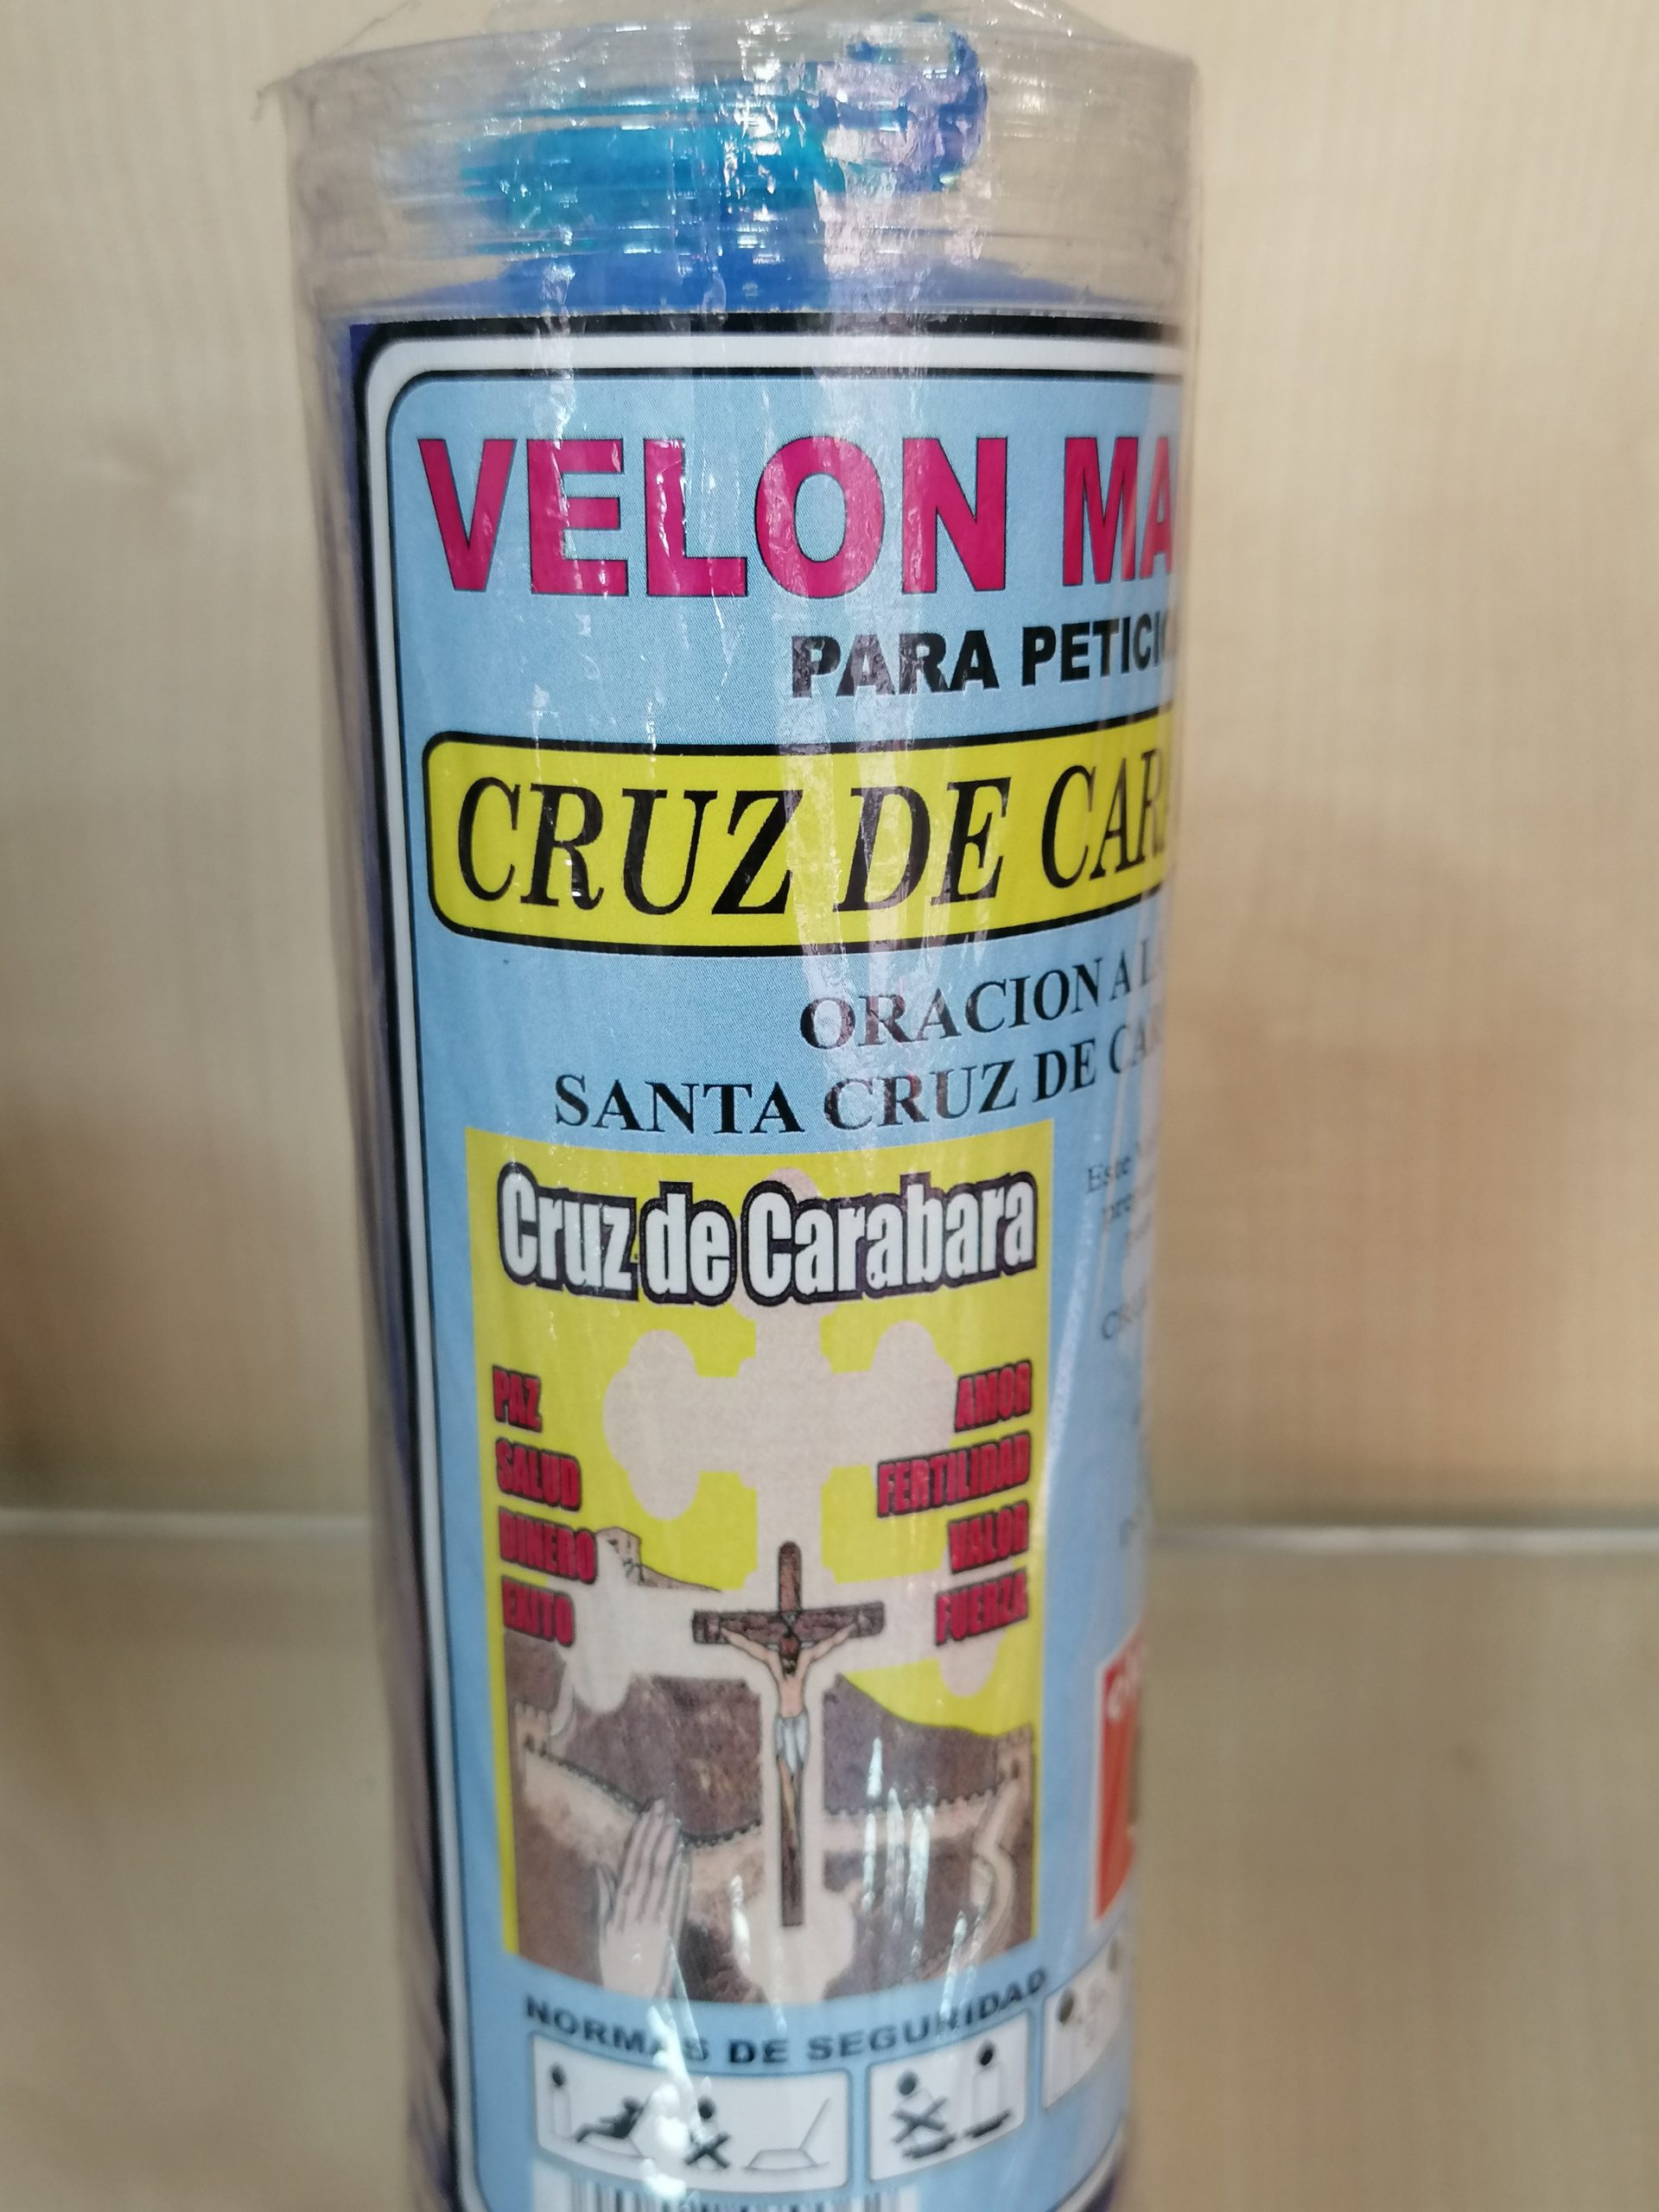 VELON MA
PARA PETICI
CRUZ DE CAR
ORACION A L
SANTA CRUZ DE CA
Cruz de Carabara
PAZ
SALUD
DINERO
EXITO
AMOR
FERTILIDAD
VALOR
FUERZA
Este
NORMAS DE SEGURIDAD